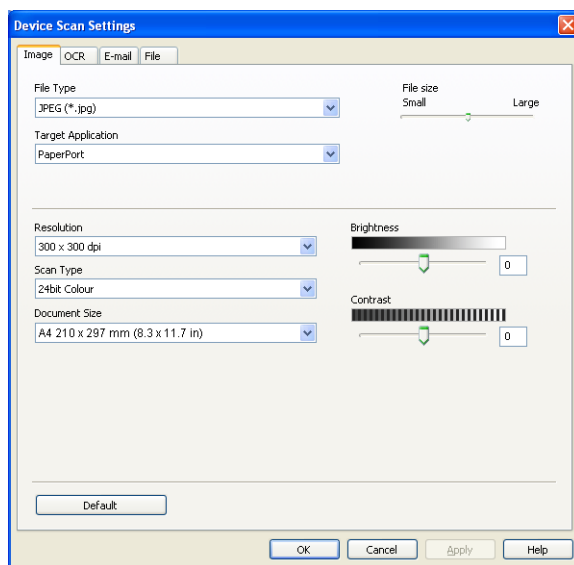 Device Scan Settings
Image OCR E-mail File
File Type
JPEG (*.jpg)
File size
Small Large
Target Application
PaperPort
Resolution
300 x 300 dpi
Scan Type
24bit Colour
Document Size
A4 210 x 297 mm (8.3 x 11.7 in)
Brightness
0
Contrast
0
Default
OK Cancel Apply Help